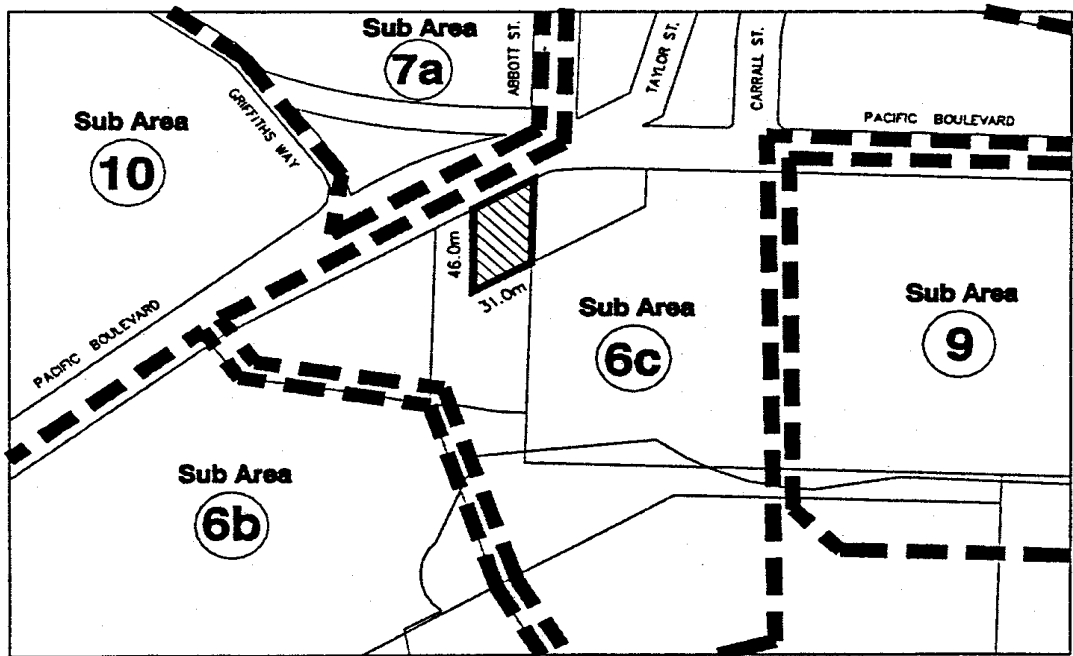 Sub Area
7a
ABBOTT ST.
TAYLOR ST.
CARRALL ST.
PACIFIC BOULEVARD
GRIFFITHS WAY
Sub Area
10
46.0m
31.0m
Sub Area
6c
Sub Area
9
PACIFIC BOULEVARD
Sub Area
6b